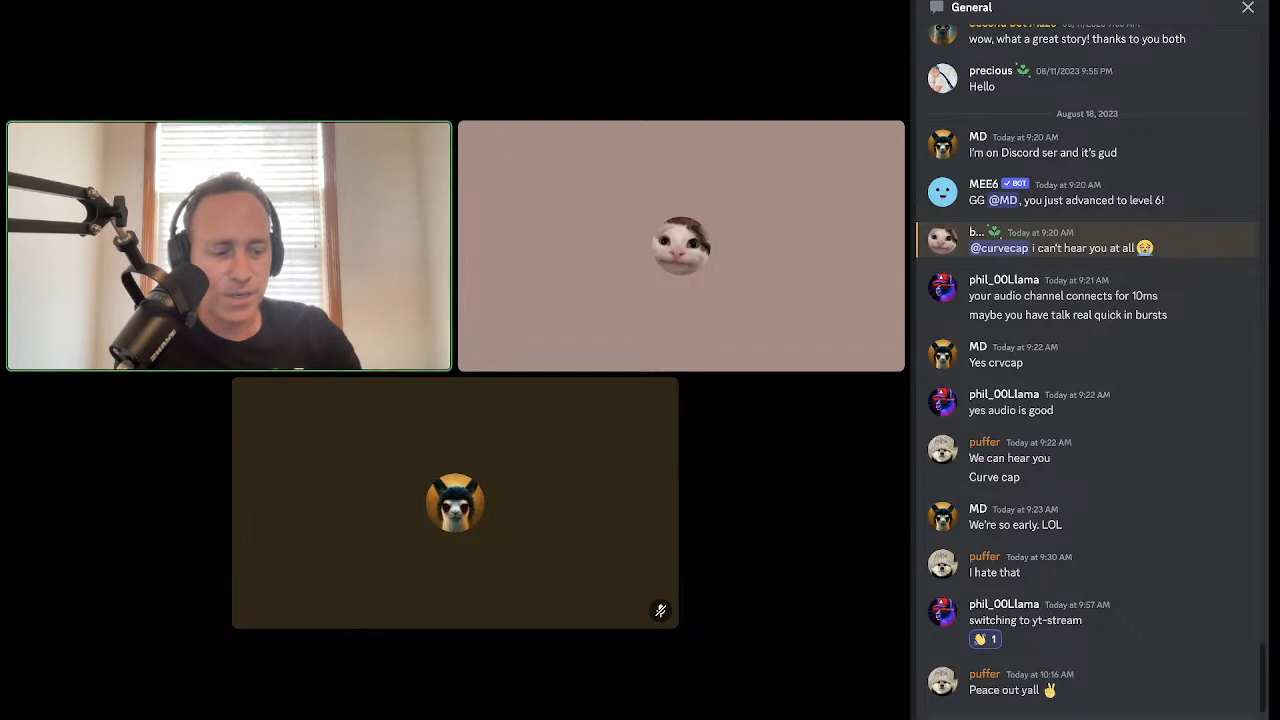 General
08/11/2023
wow, what a great story! thanks to you both
precious 08/11/2023 9:55 PM
Hello
August 18, 2023
MD Today at 9:20 AM
I'm on Discord ser and it's gud
MEE6 ✓ BOT Today at 9:20 AM
GG @MD, you just advanced to level 6!
b... Today at 9:20 AM
@curvecap i can't hear you at all 😭
phil_00Llama Today at 9:21 AM
your audio channel connects for 10ms
maybe you have talk real quick in bursts
MD Today at 9:22 AM
Yes crvcap
phil_00Llama Today at 9:22 AM
yes audio is good
puffer Today at 9:22 AM
We can hear you
Curve cap
MD Today at 9:23 AM
We're so early. LOL
puffer Today at 9:30 AM
I hate that
phil_00Llama Today at 9:57 AM
switching to yt-stream
👋 1
puffer Today at 10:16 AM
Peace out yall ✌